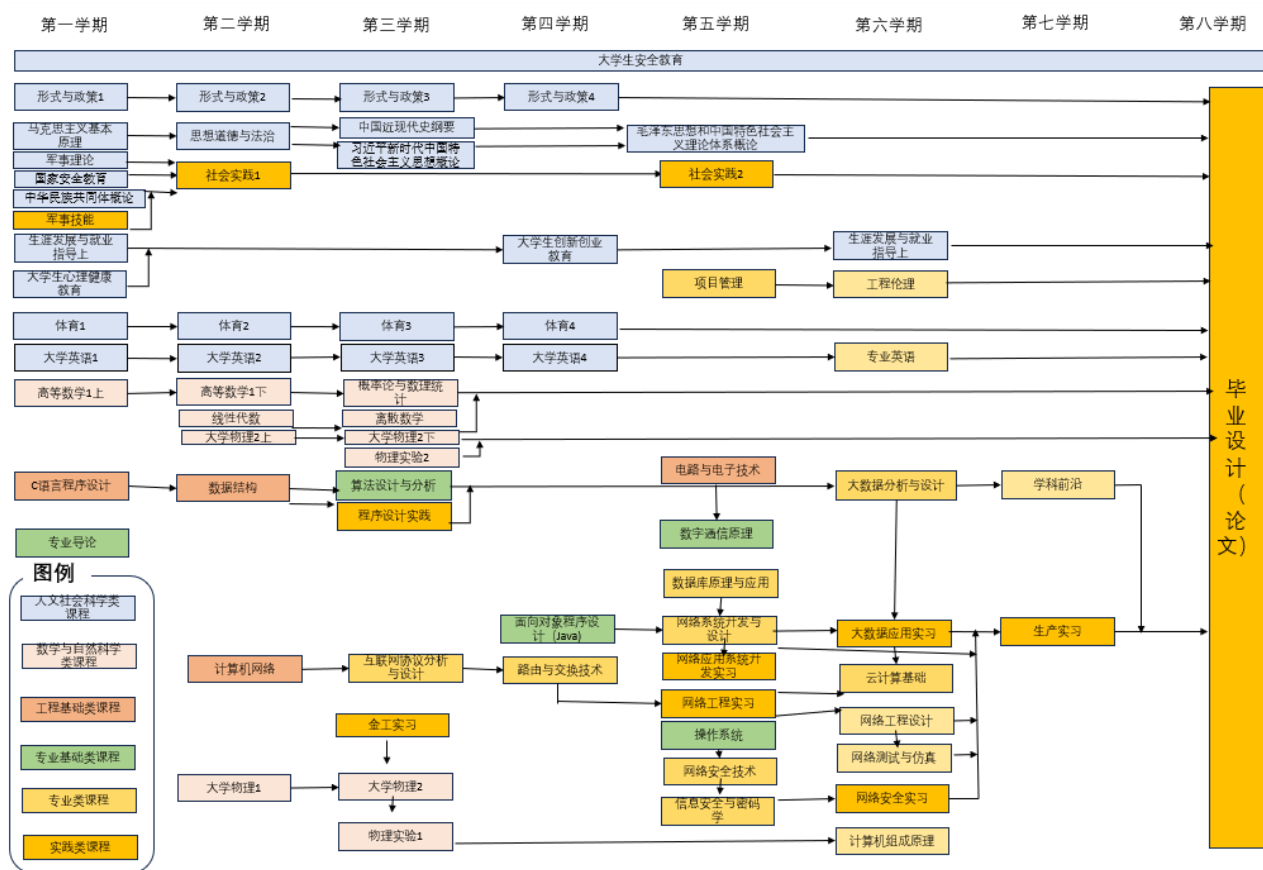 第一学期
第二学期
第三学期
第四学期
第五学期
第六学期
第七学期
第八学期
大学生安全教育
形式与政策1
形式与政策2
形式与政策3
形式与政策4
马克思主义基本
原理
思想道德与法治
中国近现代史纲要
习近平新时代中国特
色社会主义思想概论
毛泽东思想和中国特色社会主
义理论体系概论
军事理论
国家安全教育
中华民族共同体概论
军事技能
社会实践1
社会实践2
生涯发展与就业
指导上
大学生创新创业
教育
生涯发展与就业
指导上
大学生心理健康
教育
项目管理
工程伦理
体育1
体育2
体育3
体育4
大学英语1
大学英语2
大学英语3
大学英语4
专业英语
高等数学1上
高等数学1下
概率论与数理统
计
线性代数
离散数学
大学物理2上
大学物理2下
物理实验2
C语言程序设计
数据结构
算法设计与分析
程序设计实践
电路与电子技术
大数据分析与设计
学科前沿
专业导论
数字通信原理
数据库原理与应用
面向对象程序设
计（Java)
网络系统开发与
设计
大数据应用实习
生产实习
计算机网络
互联网协议分析
与设计
路由与交换技术
网络应用系统开
发实习
云计算基础
网络工程实习
金工实习
网络工程设计
操作系统
网络测试与仿真
大学物理1
大学物理2
网络安全技术
信息安全与密码
学
网络安全实习
物理实验1
计算机组成原理
毕业设计（论文）
图例
人文社会科学类
课程
数学与自然科学
类课程
工程基础类课程
专业基础类课程
专业类课程
实践类课程